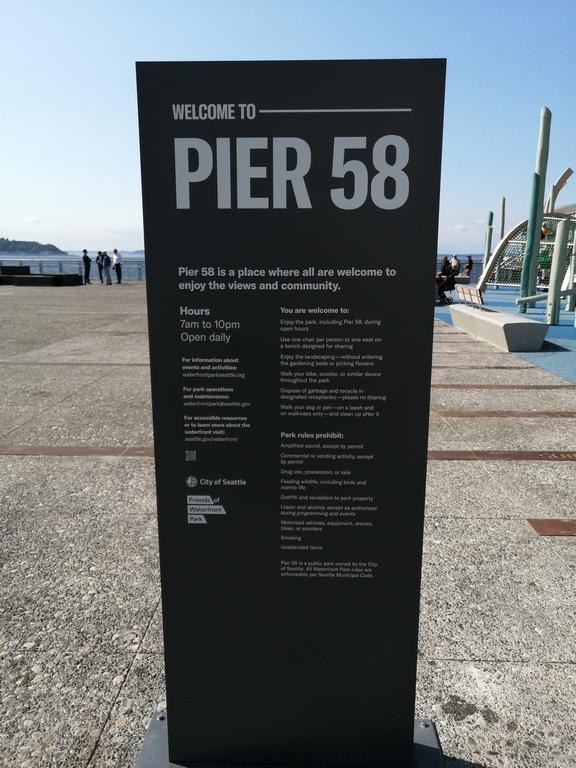 WELCOME TO
PIER 58
Pier 58 is a place where all are welcome to
enjoy the views and community.
Hours
7am to 10pm
Open daily
For information about
events and activities:
waterfrontparkseattle.org
For park operations
and maintenance:
waterfrontpark@seattle.gov
For accessible resources
or to learn more about the
waterfront visit:
seattle.gov/waterfront
City of Seattle
Friends of
Waterfront
Park
You are welcome to:
Enjoy the park, including Pier 58, during
open hours
Use one chair per person or one seat on
a bench designed for sharing
Enjoy the landscaping—without entering
the gardening beds or picking flowers
Walk your bike, scooter, or similar device
throughout the park
Dispose of garbage and recycle in
designated receptacles—please no littering
Walk your dog or pet—on a leash and
on walkways only—and clean up after it
Park rules prohibit:
Amplified sound, except by permit
Commercial or vending activity, except
by permit
Drug use, possession, or sale
Feeding wildlife, including birds and
marine life
Graffiti and vandalism to park property
Liquor and alcohol, except as authorized
during programming and events
Motorized vehicles, equipment, drones,
bikes, or scooters
Smoking
Unattended items
Pier 58 is a public park owned by the City
of Seattle. All Waterfront Park rules are
enforceable per Seattle Municipal Code.